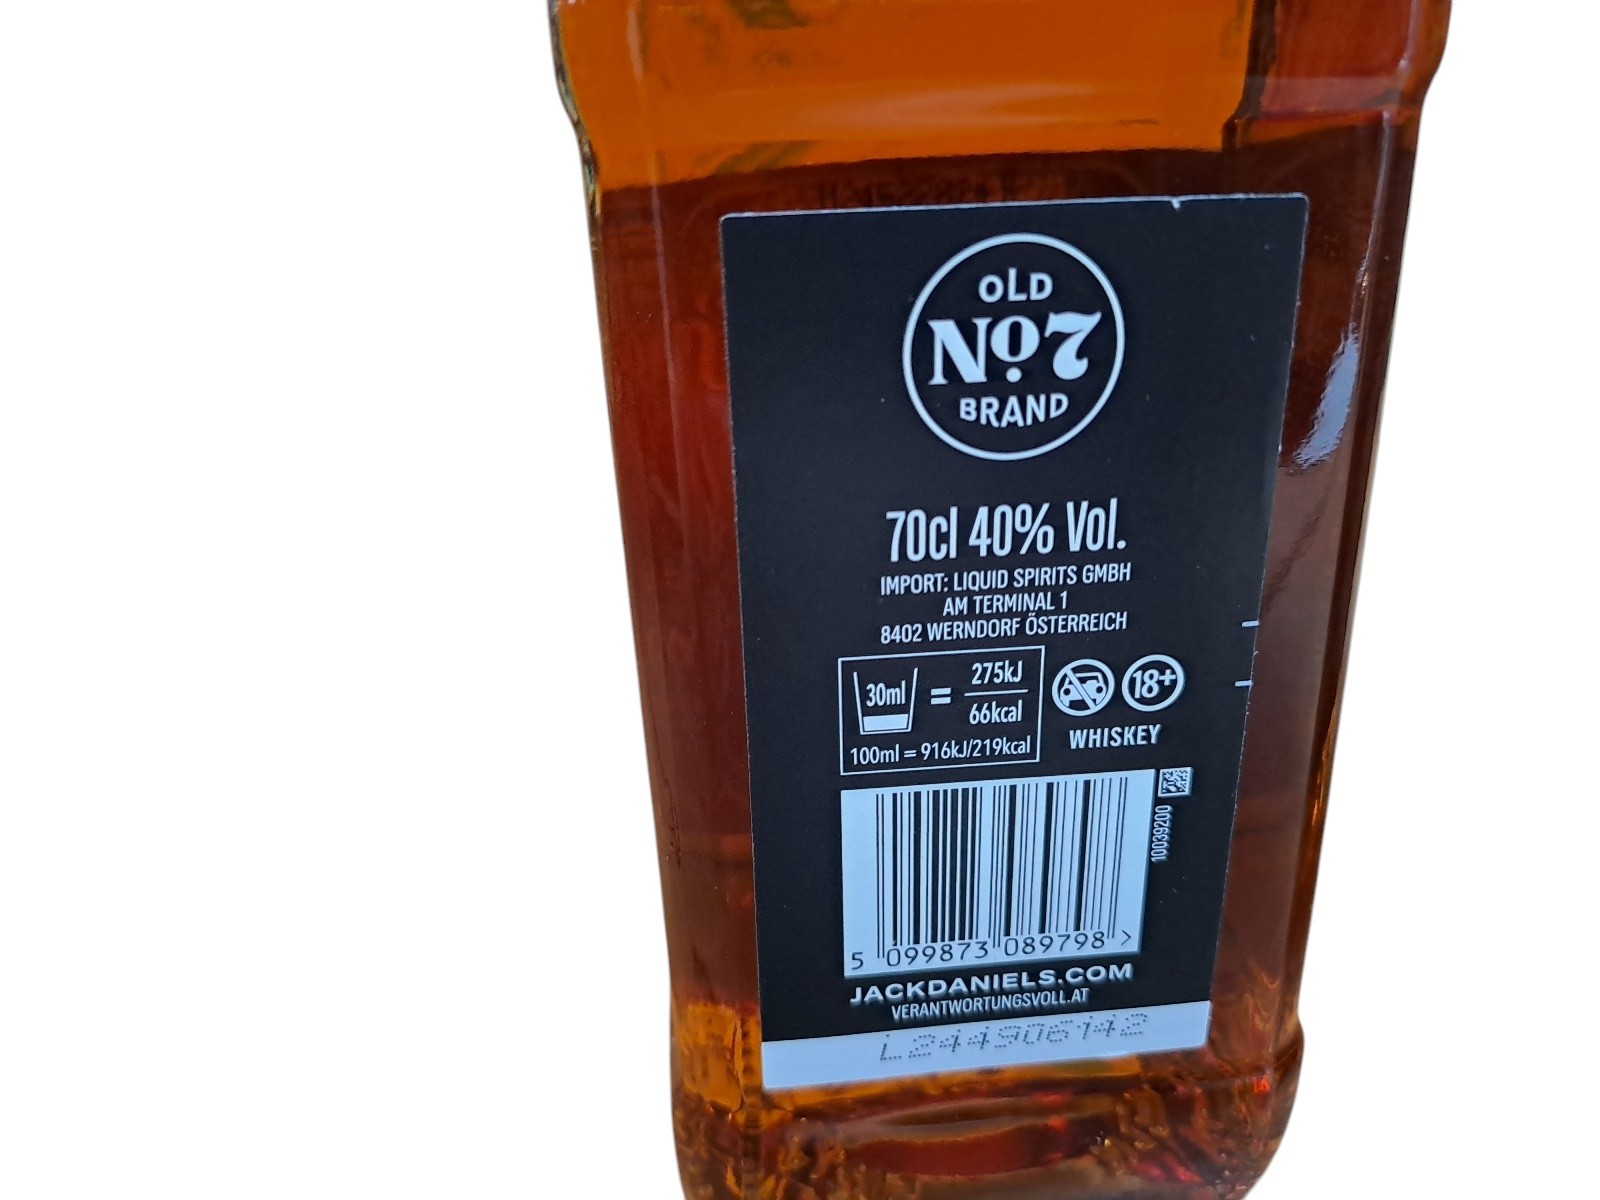 OLD
Nº7
BRAND
70cl 40% Vol.
IMPORT: LIQUID SPIRITS GMBH
AM TERMINAL 1
8402 WERNDORF ÖSTERREICH
30ml = 275kJ
66kcal
100ml = 916kJ/219kcal
18+
WHISKEY
10039200
5 099873 089798 >
JACKDANIELS.COM
VERANTWORTUNGSVOLL.AT
L244906142